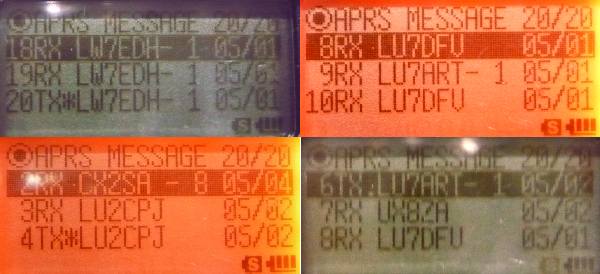 APRS MESSAGE 20/20
18RX LW7EDH- 1 05/01
19RX LW7EDH- 1 05/01
20TX*LW7EDH- 1 05/01
S
APRS MESSAGE 20/20
8RX LU7DFV 05/01
9RX LU7ART- 1 05/01
10RX LU7DFV 05/01
S
APRS MESSAGE 20/20
2RX CX2SA - 8 05/04
3RX LU2CPJ 05/02
4TX*LU2CPJ 05/02
S
APRS MESSAGE 20/20
6TX LU7ART- 1 05/02
7RX UX8ZA 05/02
8RX LU7DFV 05/01
S